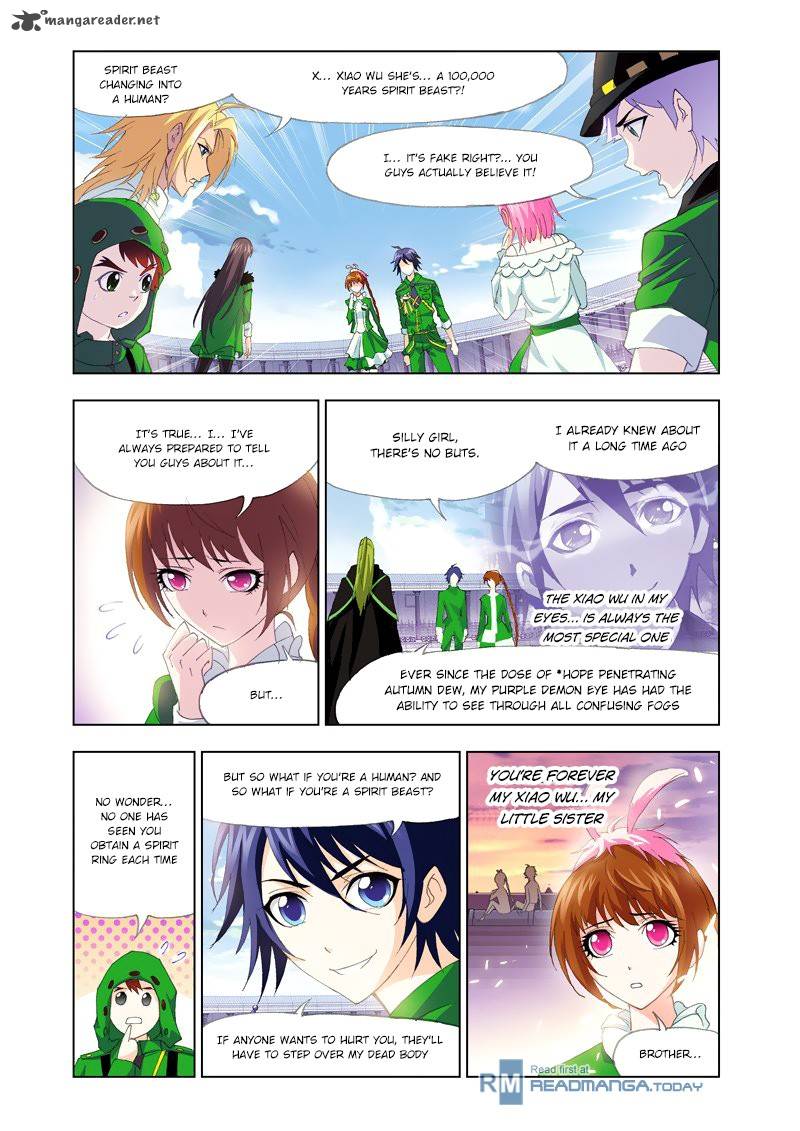 mangareader.net
SPIRIT BEAST
CHANGING INTO
A HUMAN?
X... XIAO WU SHE'S... A 100,000
YEARS SPIRIT BEAST?!
I... IT'S FAKE RIGHT?... YOU
GUYS ACTUALLY BELIEVE IT!
IT'S TRUE... I... I'VE
ALWAYS PREPARED TO TELL
YOU GUYS ABOUT IT...
BUT...
SILLY GIRL,
THERE'S NO BUTS.
I ALREADY KNEW ABOUT
IT A LONG TIME AGO
THE XIAO WU IN MY
EYES... IS ALWAYS THE
MOST SPECIAL ONE
EVER SINCE THE DOSE OF *HOPE PENETRATING
AUTUMN DEW, MY PURPLE DEMON EYE HAS HAD THE
ABILITY TO SEE THROUGH ALL CONFUSING FOGS
NO WONDER...
NO ONE HAS
SEEN YOU
OBTAIN A SPIRIT
RING EACH TIME
BUT SO WHAT IF YOU'RE A HUMAN? AND
SO WHAT IF YOU'RE A SPIRIT BEAST?
IF ANYONE WANTS TO HURT YOU, THEY'LL
HAVE TO STEP OVER MY DEAD BODY
YOU'RE FOREVER
MY XIAO WU... MY
LITTLE SISTER
BROTHER...
Read first at
RM READMANGA.TODAY